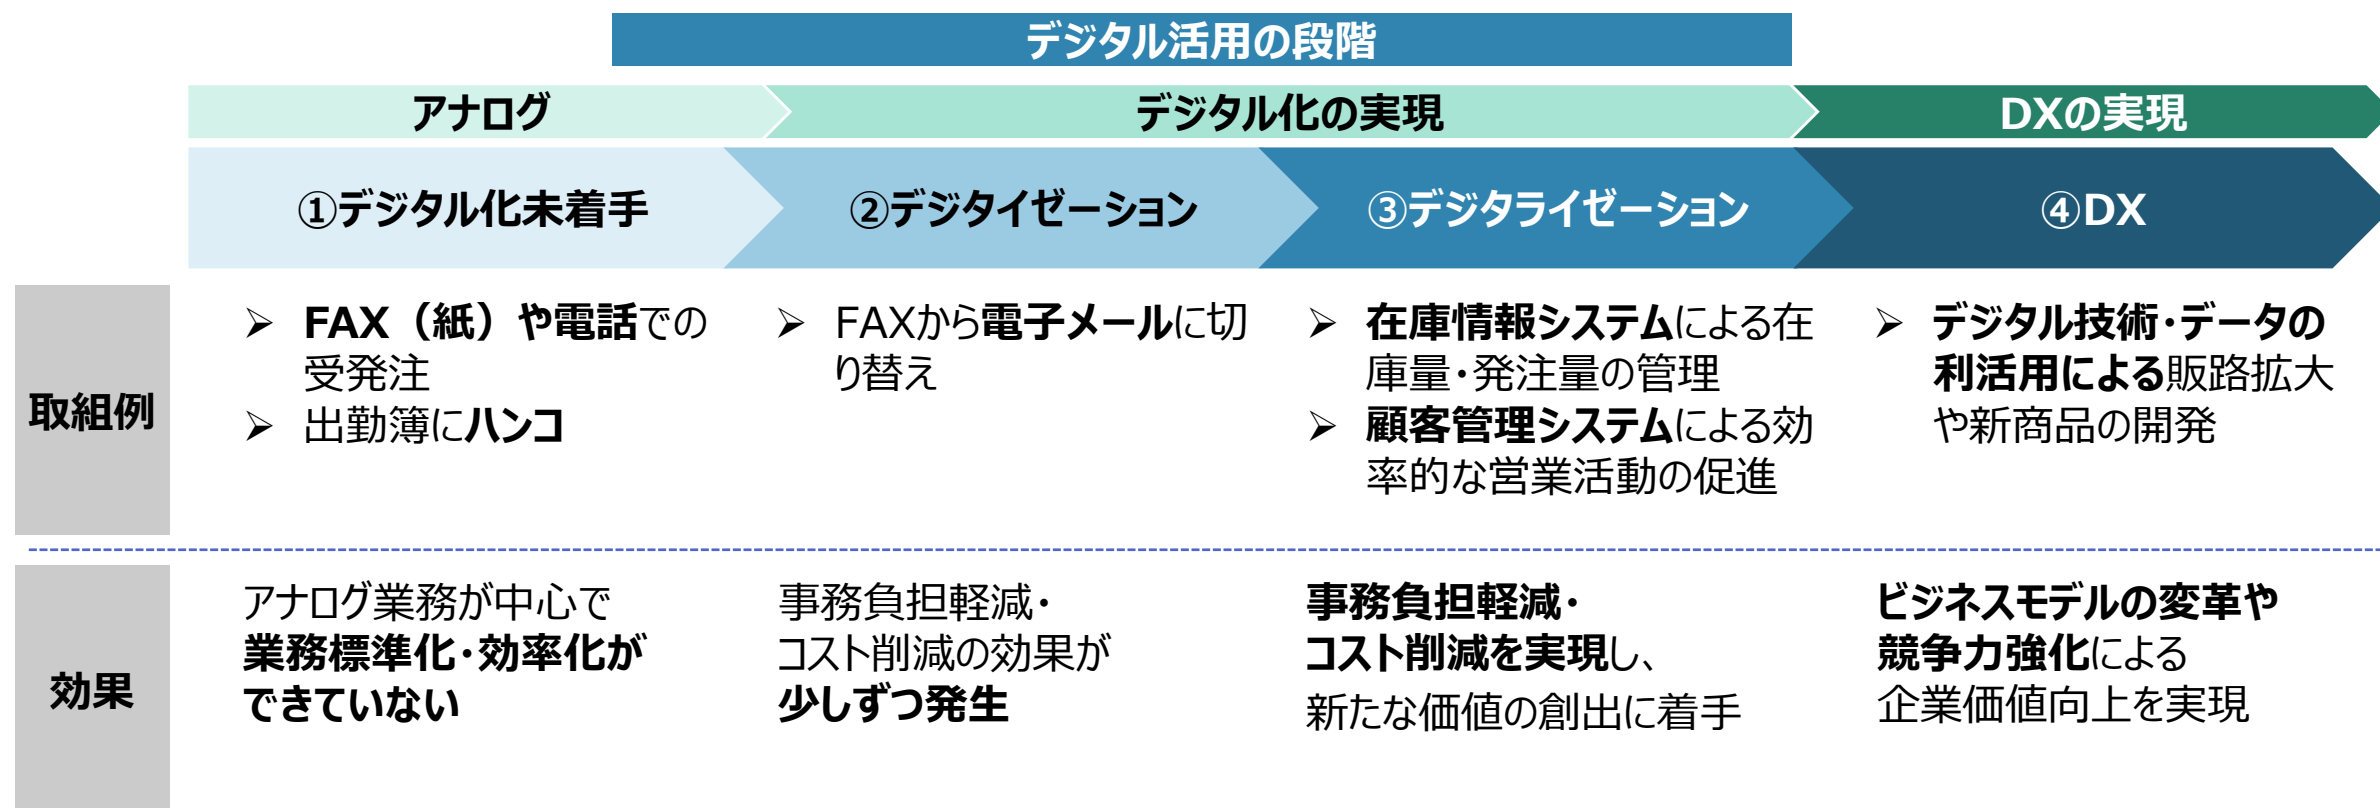 デジタル活用の段階
アナログ
デジタル化の実現
DXの実現
①デジタル化未着手
②デジタイゼーション
③デジタライゼーション
④DX
取組例
➢ FAX（紙）や電話での
受発注
➢ 出勤簿にハンコ
➢ FAXから電子メールに切
り替え
➢ 在庫情報システムによる在
庫量・発注量の管理
➢ 顧客管理システムによる効
率的な営業活動の促進
➢ デジタル技術・データの
利活用による販路拡大
や新商品の開発
効果
アナログ業務が中心で
業務標準化・効率化が
できていない
事務負担軽減・
コスト削減の効果が
少しずつ発生
事務負担軽減・
コスト削減を実現し、
新たな価値の創出に着手
ビジネスモデルの変革や
競争力強化による
企業価値向上を実現